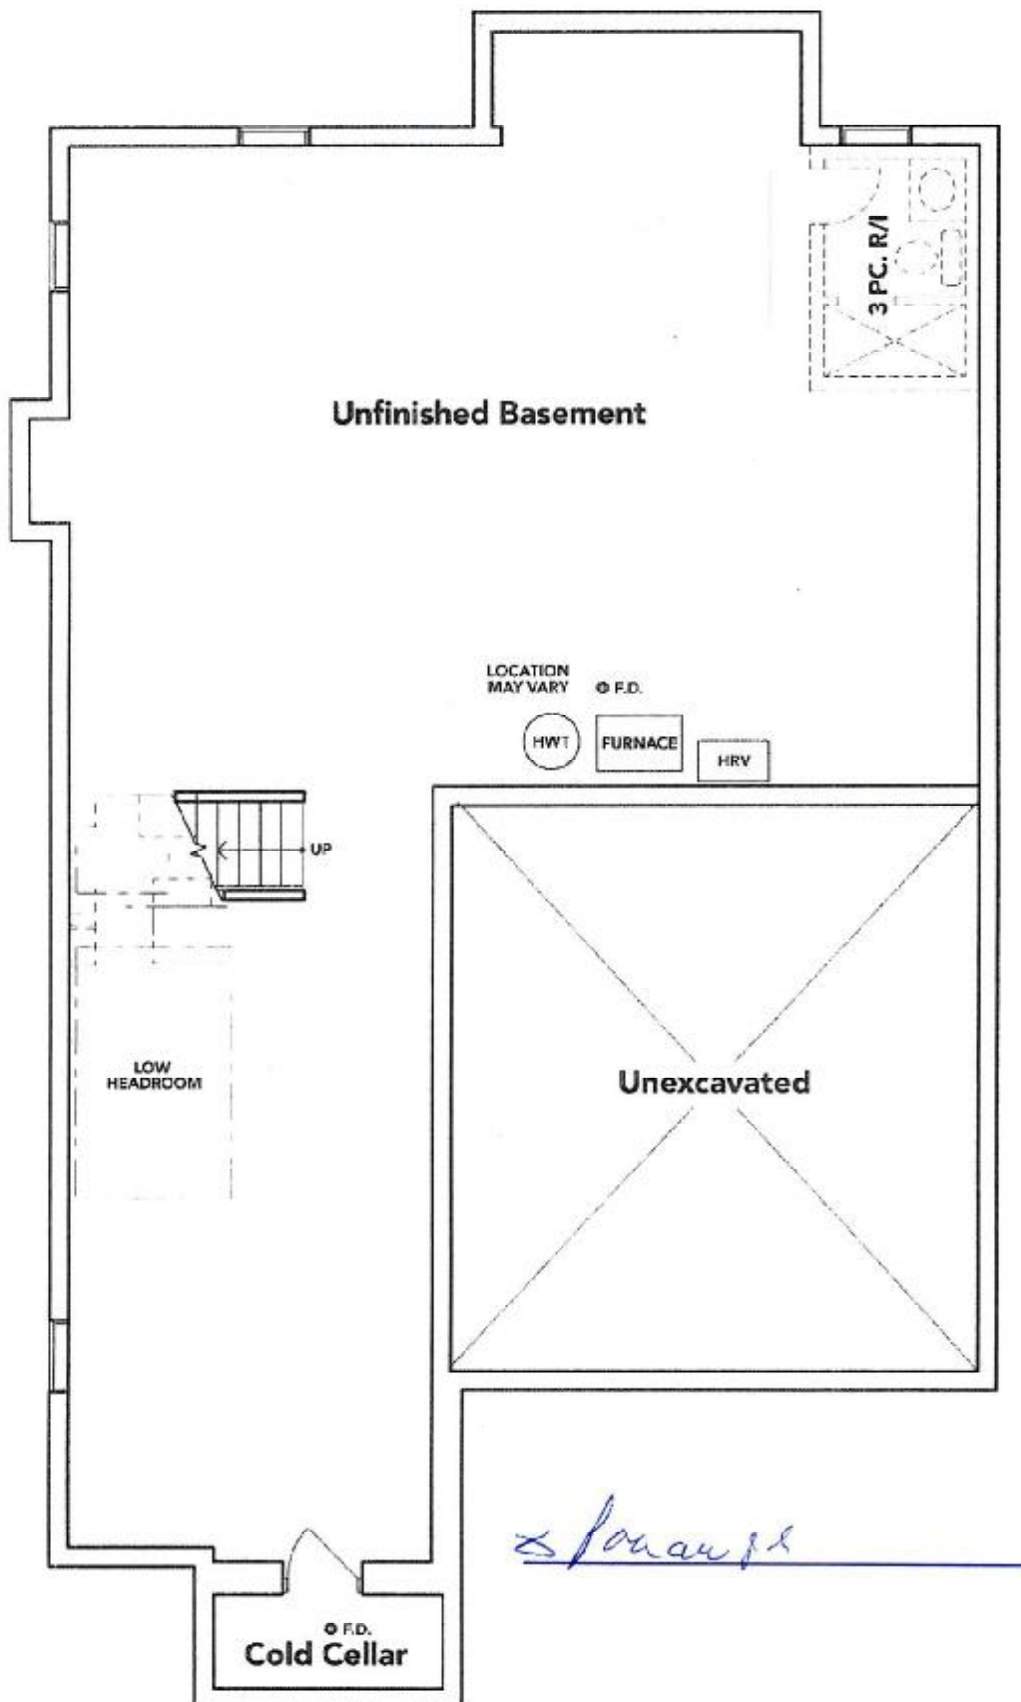 3 PC. R/I
Unfinished Basement
LOCATION
MAY VARY
F.D.
HWT
FURNACE
HRV
UP
LOW
HEADROOM
Unexcavated
F.D.
Cold Cellar